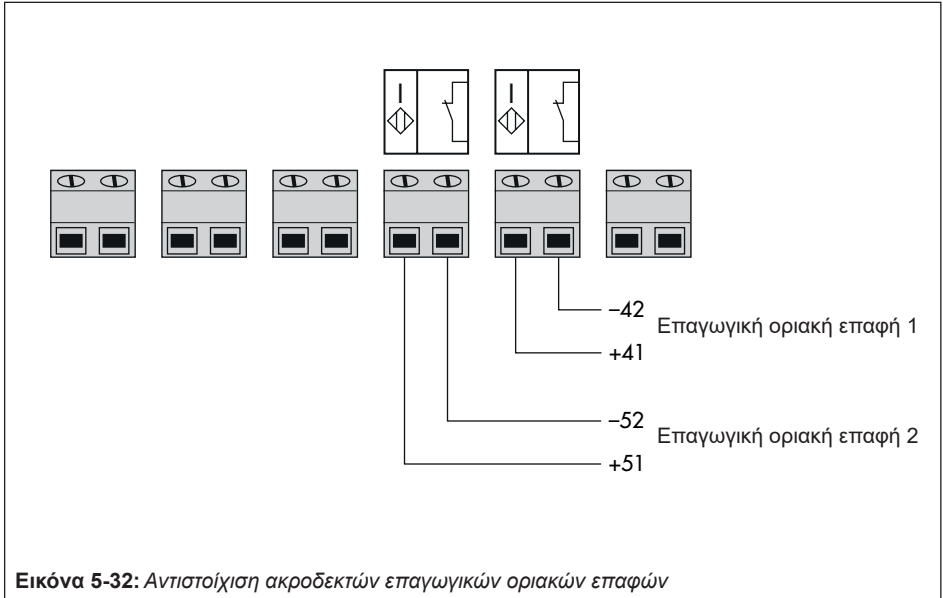 −42
Επαγωγική οριακή επαφή 1
+41
−52
Επαγωγική οριακή επαφή 2
+51
Εικόνα 5-32: Αντιστοίχιση ακροδεκτών επαγωγικών οριακών επαφών